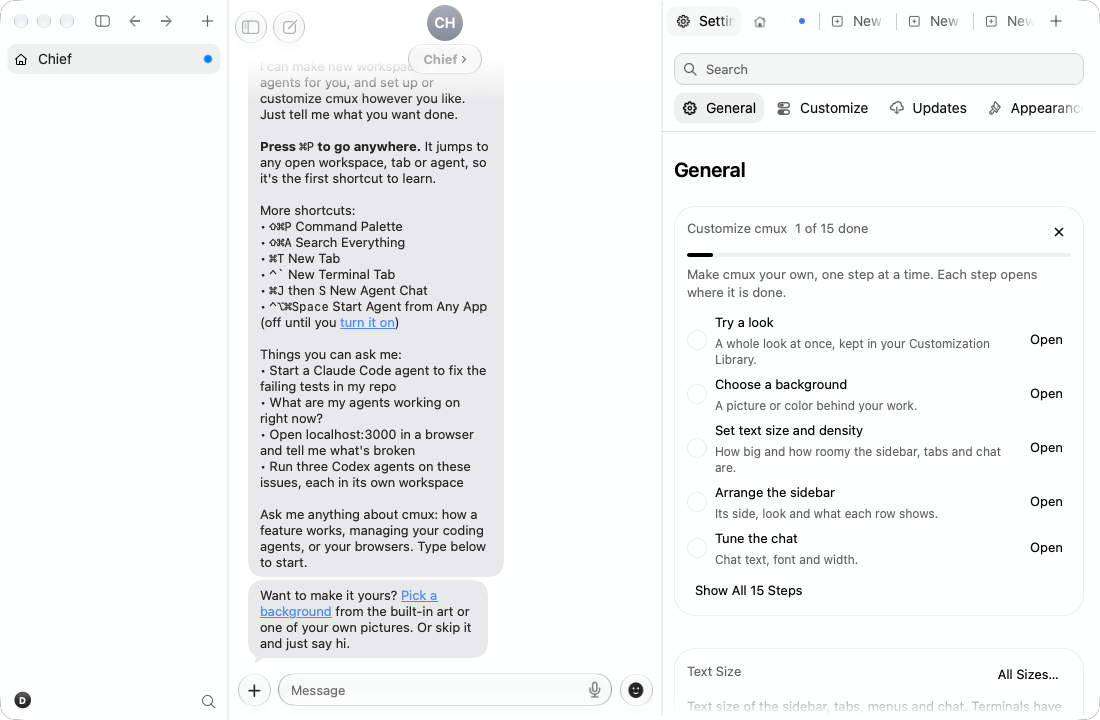 Chief
D
CH
Chief ›
I can make new workspac
agents for you, and set up or
customize cmux however you like.
Just tell me what you want done.
Press ⌘P to go anywhere. It jumps to
any open workspace, tab or agent, so
it's the first shortcut to learn.
More shortcuts:
• ⇧⌘P Command Palette
• ⇧⌘A Search Everything
• ⌘T New Tab
• ^` New Terminal Tab
• ⌘J then S New Agent Chat
• ^⌥⌘Space Start Agent from Any App
(off until you turn it on)
Things you can ask me:
• Start a Claude Code agent to fix the
failing tests in my repo
• What are my agents working on
right now?
• Open localhost:3000 in a browser
and tell me what's broken
• Run three Codex agents on these
issues, each in its own workspace
Ask me anything about cmux: how a
feature works, managing your coding
agents, or your browsers. Type below
to start.
Want to make it yours? Pick a
background from the built-in art or
one of your own pictures. Or skip it
and just say hi.
Message
Settin
New
New
New
Search
General
Customize
Updates
Appearanc
General
Customize cmux 1 of 15 done
Make cmux your own, one step at a time. Each step opens
where it is done.
Try a look
A whole look at once, kept in your Customization
Library.
Open
Choose a background
A picture or color behind your work.
Open
Set text size and density
How big and how roomy the sidebar, tabs and chat
are.
Open
Arrange the sidebar
Its side, look and what each row shows.
Open
Tune the chat
Chat text, font and width.
Open
Show All 15 Steps
Text Size
All Sizes...
Text size of the sidebar, tabs, menus and chat. Terminals have